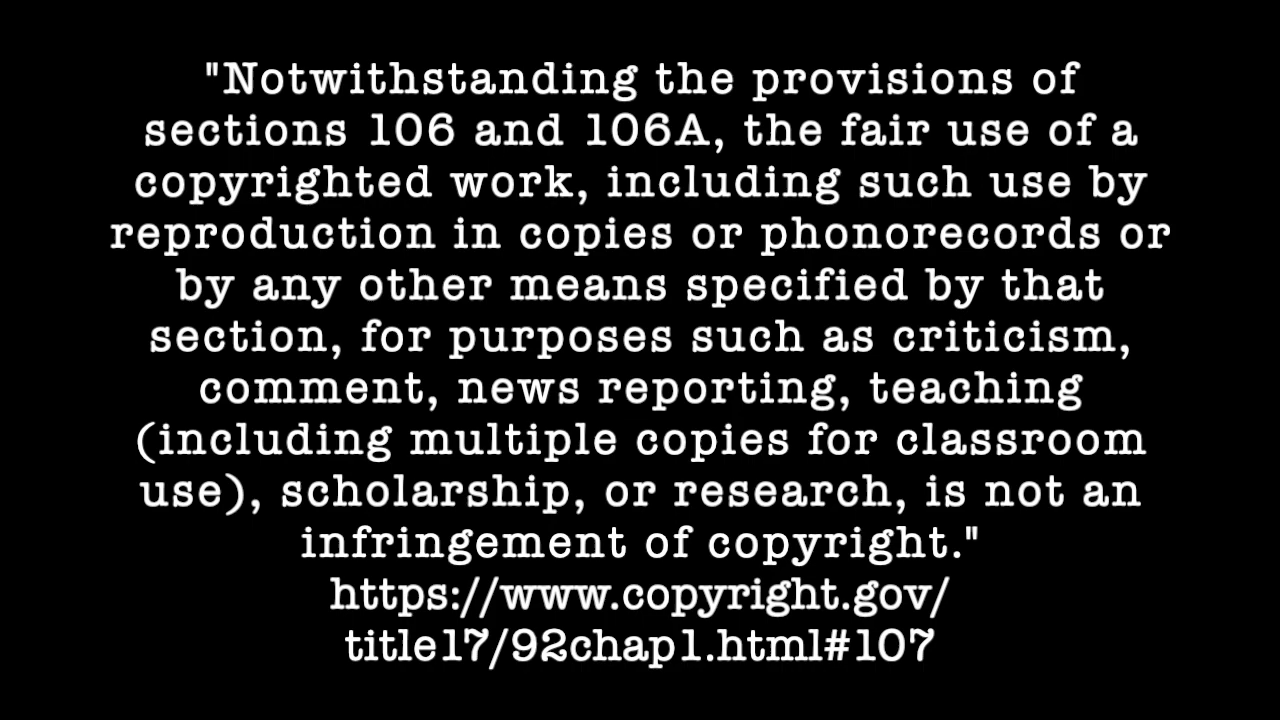 "Notwithstanding the provisions of
sections 106 and 106A, the fair use of a
copyrighted work, including such use by
reproduction in copies or phonorecords or
by any other means specified by that
section, for purposes such as criticism,
comment, news reporting, teaching
(including multiple copies for classroom
use), scholarship, or research, is not an
infringement of copyright."
https://www.copyright.gov/
title17/92chap1.html#107